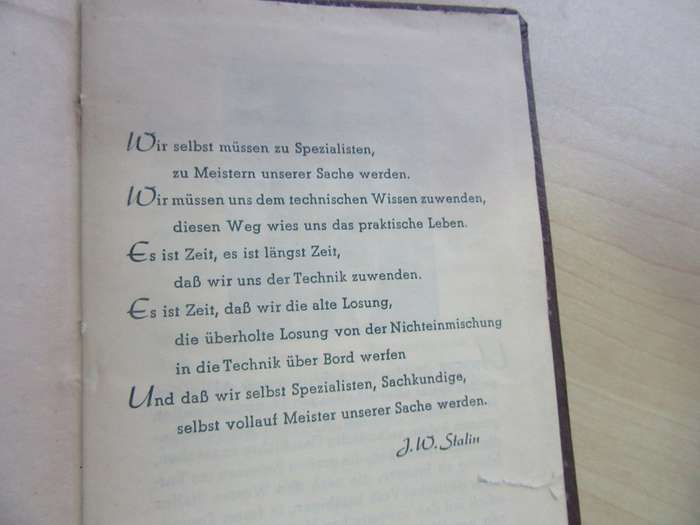 Wir selbst müssen zu Spezialisten,
zu Meistern unserer Sache werden.
Wir müssen uns dem technischen Wissen zuwenden,
diesen Weg wies uns das praktische Leben.
Es ist Zeit, es ist längst Zeit,
daß wir uns der Technik zuwenden.
Es ist Zeit, daß wir die alte Losung,
die überholte Losung von der Nichteinmischung
in die Technik über Bord werfen
Und daß wir selbst Spezialisten, Sachkundige,
selbst vollauf Meister unserer Sache werden.
J. W. Stalin